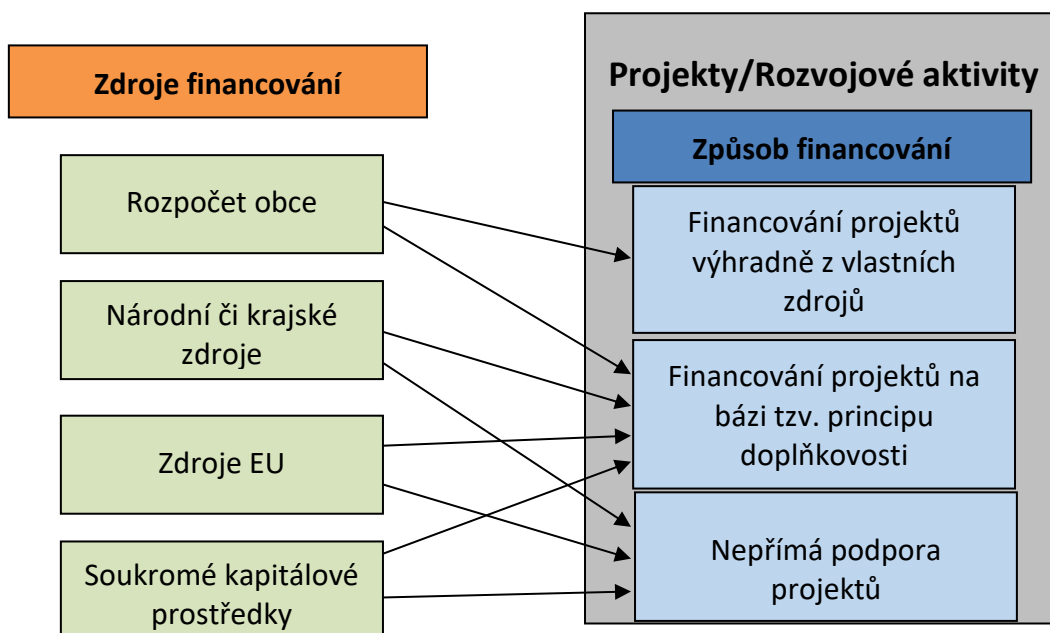 Zdroje financování
Rozpočet obce
Národní či krajské
zdroje
Zdroje EU
Soukromé kapitálové
prostředky
Projekty/Rozvojové aktivity
Způsob financování
Financování projektů
výhradně z vlastních
zdrojů
Financování projektů na
bázi tzv. principu
doplňkovosti
Nepřímá podpora
projektů